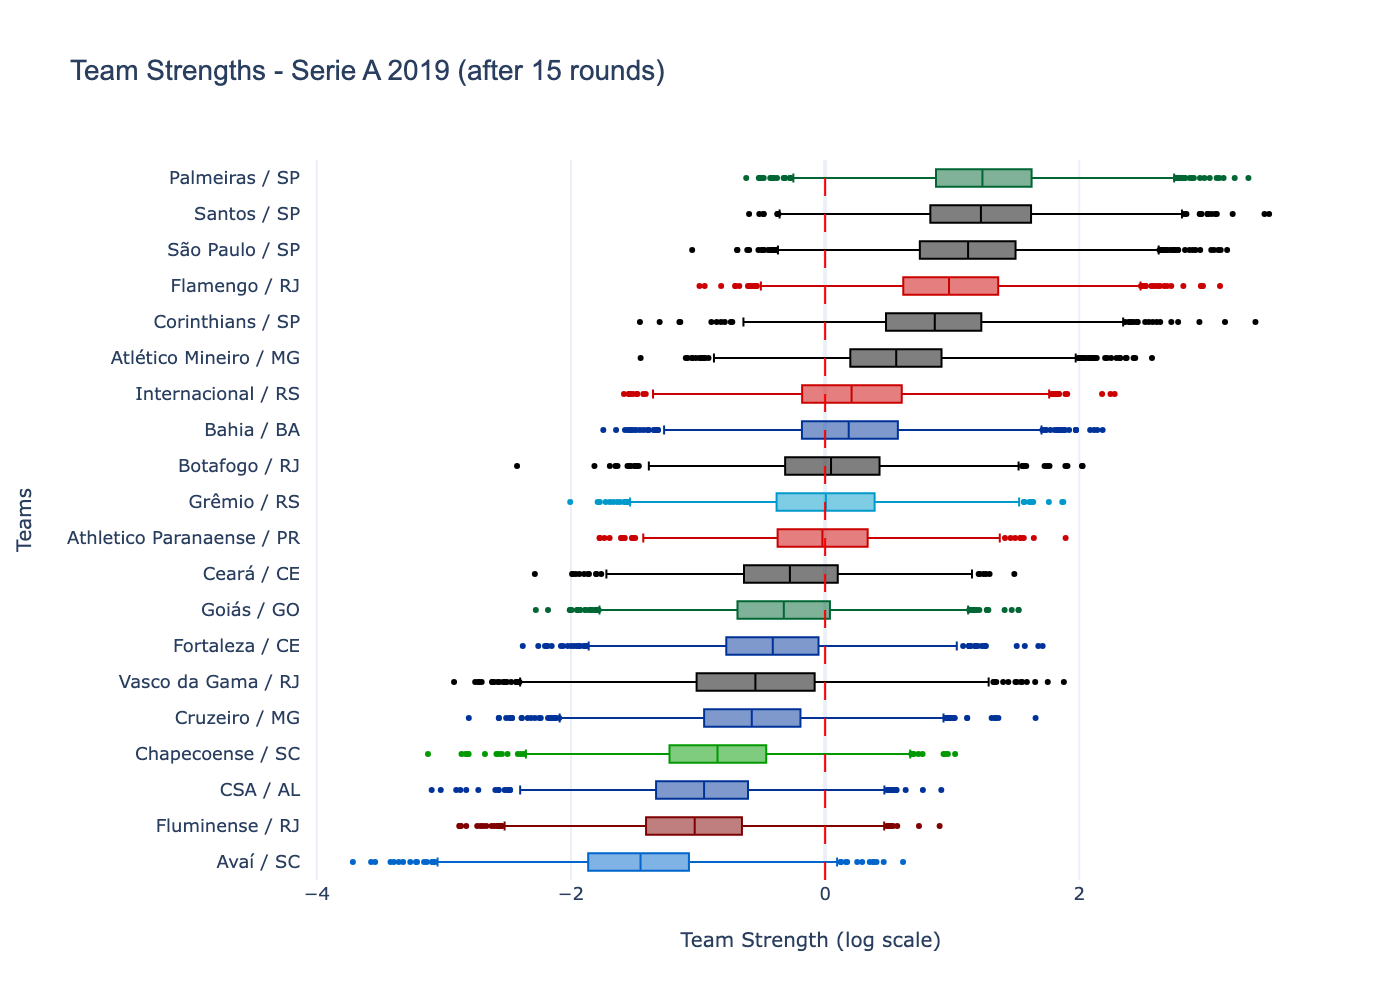 Team Strengths - Serie A 2019 (after 15 rounds)
Palmeiras / SP
Santos / SP
São Paulo / SP
Flamengo / RJ
Corinthians / SP
Atlético Mineiro / MG
Internacional / RS
Bahia / BA
Botafogo / RJ
Grêmio / RS
Athletico Paranaense / PR
Ceará / CE
Goiás / GO
Fortaleza / CE
Vasco da Gama / RJ
Cruzeiro / MG
Chapecoense / SC
CSA / AL
Fluminense / RJ
Avaí / SC
Teams
−4 −2 0 2
Team Strength (log scale)